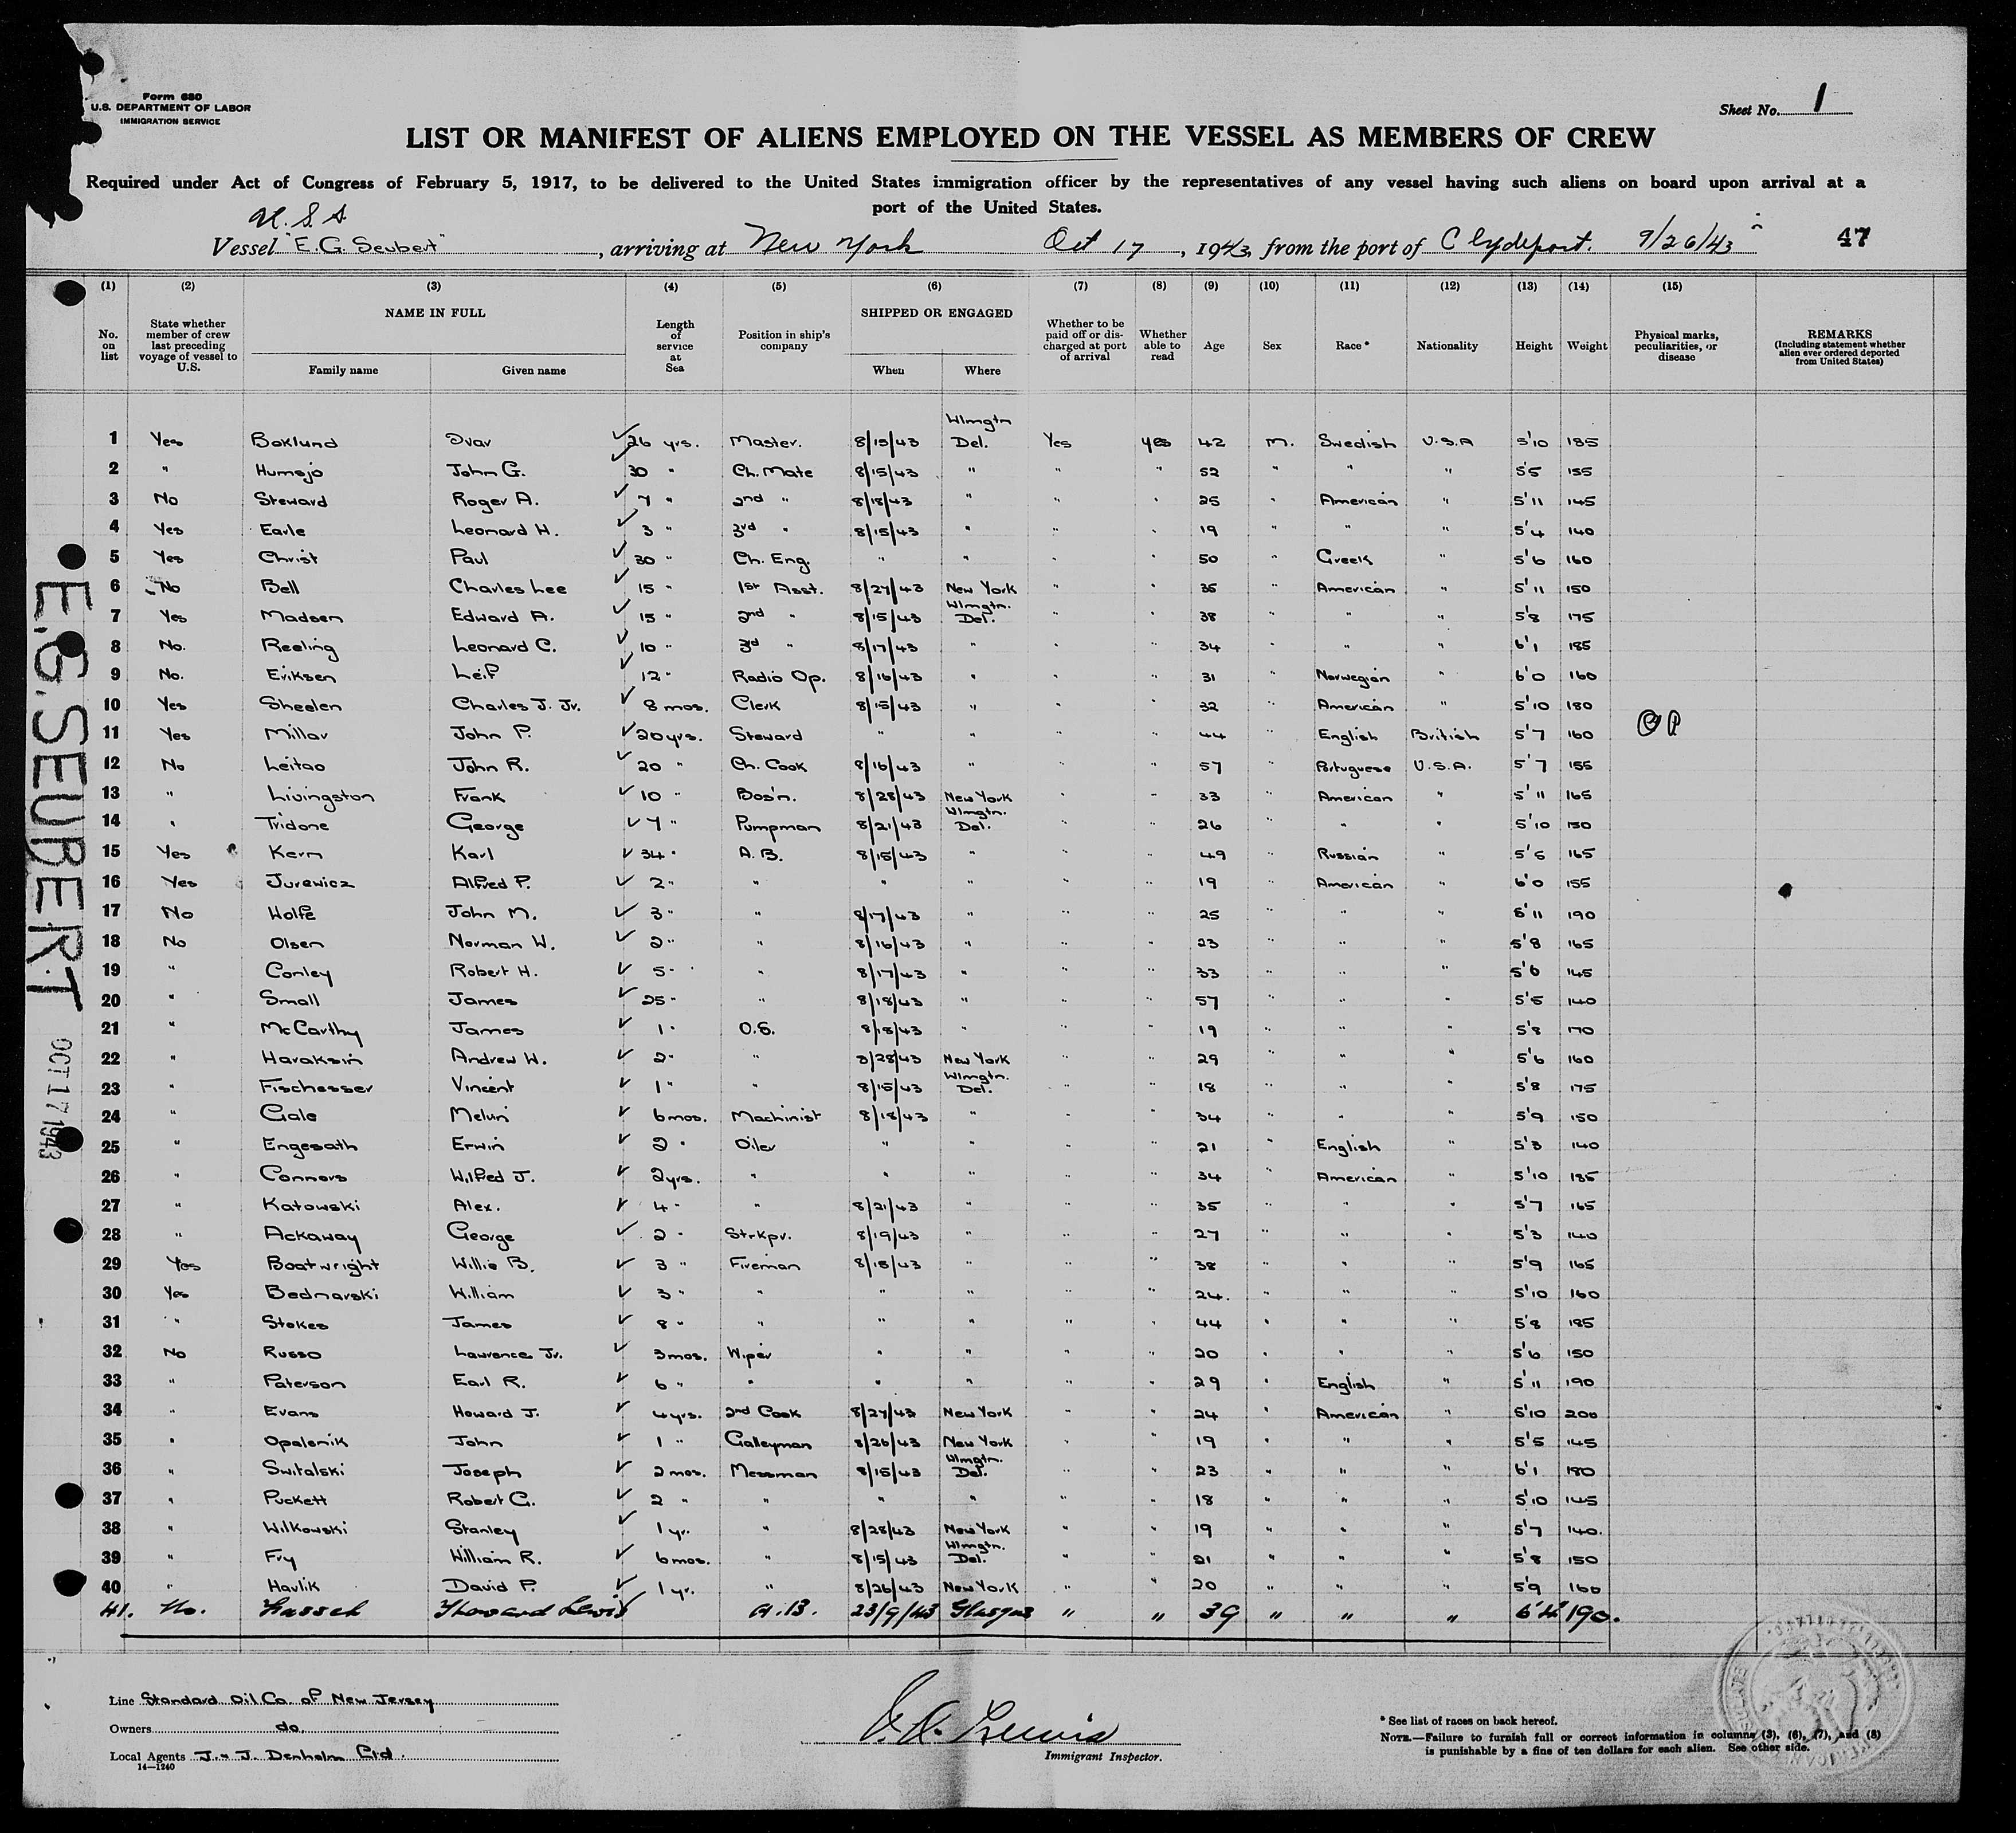 Form 680
U.S. DEPARTMENT OF LABOR
IMMIGRATION SERVICE
Sheet No. 1
LIST OR MANIFEST OF ALIENS EMPLOYED ON THE VESSEL AS MEMBERS OF CREW
Required under Act of Congress of February 5, 1917, to be delivered to the United States immigration officer by the representatives of any vessel having such aliens on board upon arrival at a
port of the United States.
Vessel "E.G. Seubert", arriving at New York Oct 17, 1943, from the port of Clydeport. 9/26/43 47
(1) (2) (3) (4) (5) (6) (7) (8) (9) (10) (11) (12) (13) (14) (15)
No. on list State whether member of crew last preceding voyage of vessel to U.S. NAME IN FULL Family name Given name Length of service at Sea Position in ship's company SHIPPED OR ENGAGED When Where Whether to be paid off or discharged at port of arrival Whether able to read Age Sex Race * Nationality Height Weight Physical marks, peculiarities, or disease REMARKS (Including statement whether alien ever ordered deported from United States)
1 Yes Boklund Ivar 26 yrs. Master. 8/15/43 Wlmgtn Del. Yes yes 42 M. Swedish U.S.A 5'10 185
2 " Humsjo John G. 30 " Ch. Mate 8/15/43 " " " 52 " " " 5'5 155
3 No Steward Roger A. 7 " 2nd " 8/18/43 " " " 25 " American " 5'11 145
4 Yes Earle Leonard H. 3 " 3rd " 8/15/43 " " " 19 " " " 5'4 140
5 Yes Christ Paul 30 " Ch. Eng. " " " " 50 " Greek " 5'6 160
6 No Bell Charles Lee 15 " 1st Asst. 8/27/43 New York " " 35 " American " 5'11 150
7 Yes Madsen Edward A. 15 " 2nd " 8/15/43 Wlmgtn. Del. " " 38 " " " 5'8 175
8 No. Reeling Leonard C. 10 " 3rd " 8/17/43 " " " 34 " " " 6'1 185
9 No. Eriksen Leif 12 " Radio Op. 8/16/43 " " " 31 " Norwegian " 6'0 160
10 Yes Sheelen Charles J. Jr. 8 mos. Clerk 8/15/43 " " " 32 " American " 5'10 180
11 Yes Millar John P. 20 yrs. Steward " " " " 44 " English British 5'7 160
12 No Leitao John R. 20 " Ch. Cook 8/16/43 " " " 57 " Portuguese U.S.A. 5'7 155
13 " Livingston Frank 10 " Bos'n. 8/28/43 New York " " 33 " American " 5'11 165
14 " Tridone George 7 " Pumpman 8/21/43 Wlmgtn. Del. " " 26 " " " 5'10 150
15 Yes Kern Karl 34 " A.B. 8/15/43 " " " 49 " Russian " 5'5 165
16 Yes Jurewicz Alfred P. 2 " " " " " " 19 " American " 6'0 155
17 No Wolfe John M. 3 " " 8/17/43 " " " 25 " " " 5'11 190
18 No Olsen Norman W. 2 " " 8/16/43 " " " 23 " " " 5'8 165
19 " Conley Robert H. 5 " " 8/17/43 " " " 33 " " " 5'6 145
20 " Small James 25 " " 8/18/43 " " " 57 " " " 5'5 140
21 " McCarthy James 1 " O.S. 8/18/43 " " " 19 " " " 5'8 170
22 " Haraksin Andrew W. 2 " " 8/28/43 New York " " 29 " " " 5'6 160
23 " Fischesser Vincent 1 " " 8/15/43 Wlmgtn. Del. " " 18 " " " 5'8 175
24 " Gale Melvin 6 mos. Machinist 8/18/43 " " " 34 " " " 5'9 150
25 " Engesath Erwin 2 " Oiler " " " " 21 " English " 5'3 140
26 " Connors Wilfred J. 2 yrs. " " " " " 34 " American " 5'10 185
27 " Katowski Alex. 4 " " 8/21/43 " " " 35 " " " 5'7 165
28 " Ackaway George 2 " Strkpr. 8/19/43 " " " 27 " " " 5'3 140
29 Yes Boatwright Willie B. 3 " Fireman 8/15/43 " " " 38 " " " 5'9 165
30 Yes Bednarski William 3 " " " " " " 24. " " " 5'10 160
31 " Stokes James 8 " " " " " " 44 " " " 5'8 185
32 No Russo Lawrence Jr. 3 mos. Wiper " " " " 20 " " " 5'6 150
33 " Paterson Earl R. 6 " " " " " " 29 " English " 5'11 190
34 " Evans Howard J. 4 yrs. 2nd Cook 8/27/43 New York " " 24 " American " 5'10 200
35 " Opalenik John 1 " Galleyman 8/26/43 New York " " 19 " " " 5'5 145
36 " Switalski Joseph 2 mos. Messman 8/15/43 Wlmgtn. Del. " " 23 " " " 6'1 180
37 " Puckett Robert G. 2 " " " " " " 18 " " " 5'10 145
38 " Wilkowski Stanley 1 yr. " 8/28/43 New York " " 19 " " " 5'7 140.
39 " Fry William R. 6 mos. " 8/15/43 Wlmgtn. Del. " " 21 " " " 5'8 150
40 " Havlik David P. 1 yr. " 8/26/43 New York " " 20 " " " 5'9 160
41. No. Lewis A.B. 23/9/43 Glasgow " " 39 " " " 190.
E.G. SEUBERT
OCT 17 1943
Line Standard Oil Co. of New Jersey
Owners do.
Local Agents J. & J. Denholm Ltd.
14—1240
Immigrant Inspector.
* See list of races on back hereof.
NOTE.—Failure to furnish full or correct information in columns (3), (6), (7), and (8)
is punishable by a fine of ten dollars for each alien. See other side.